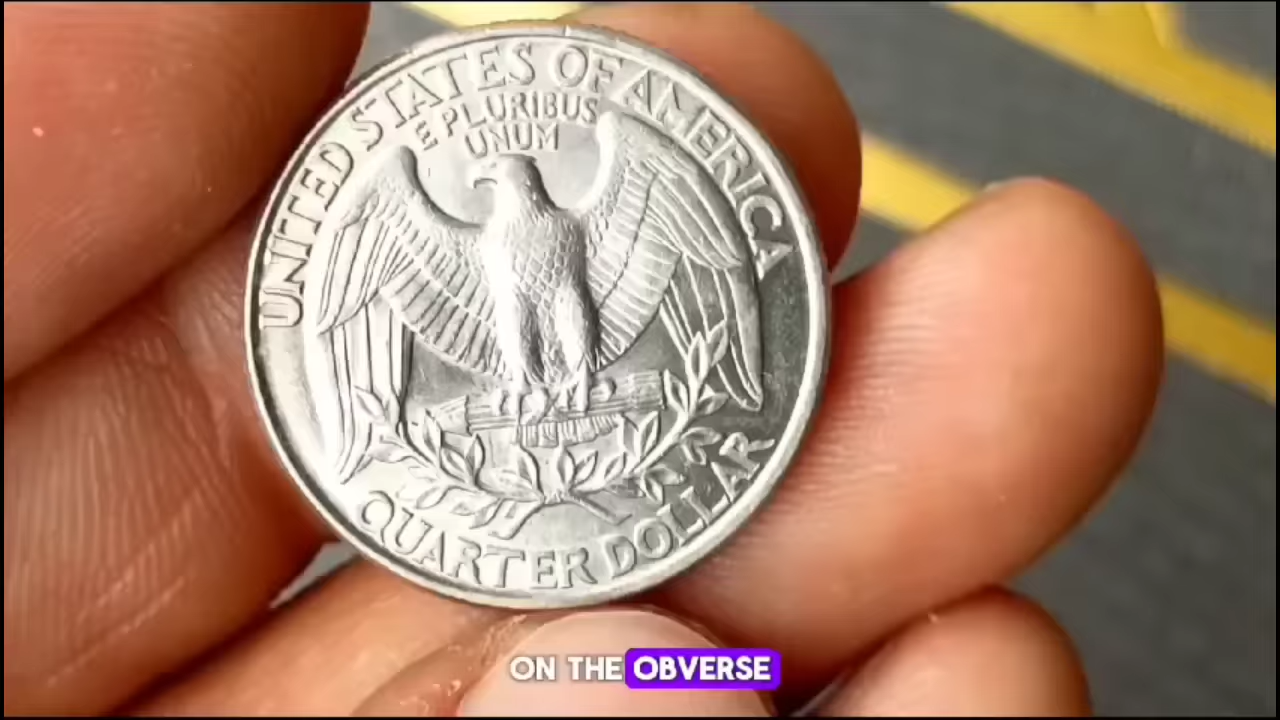 UNITED STATES OF AMERICA
E PLURIBUS
UNUM
QUARTER DOLLAR
ON THE OBVERSE